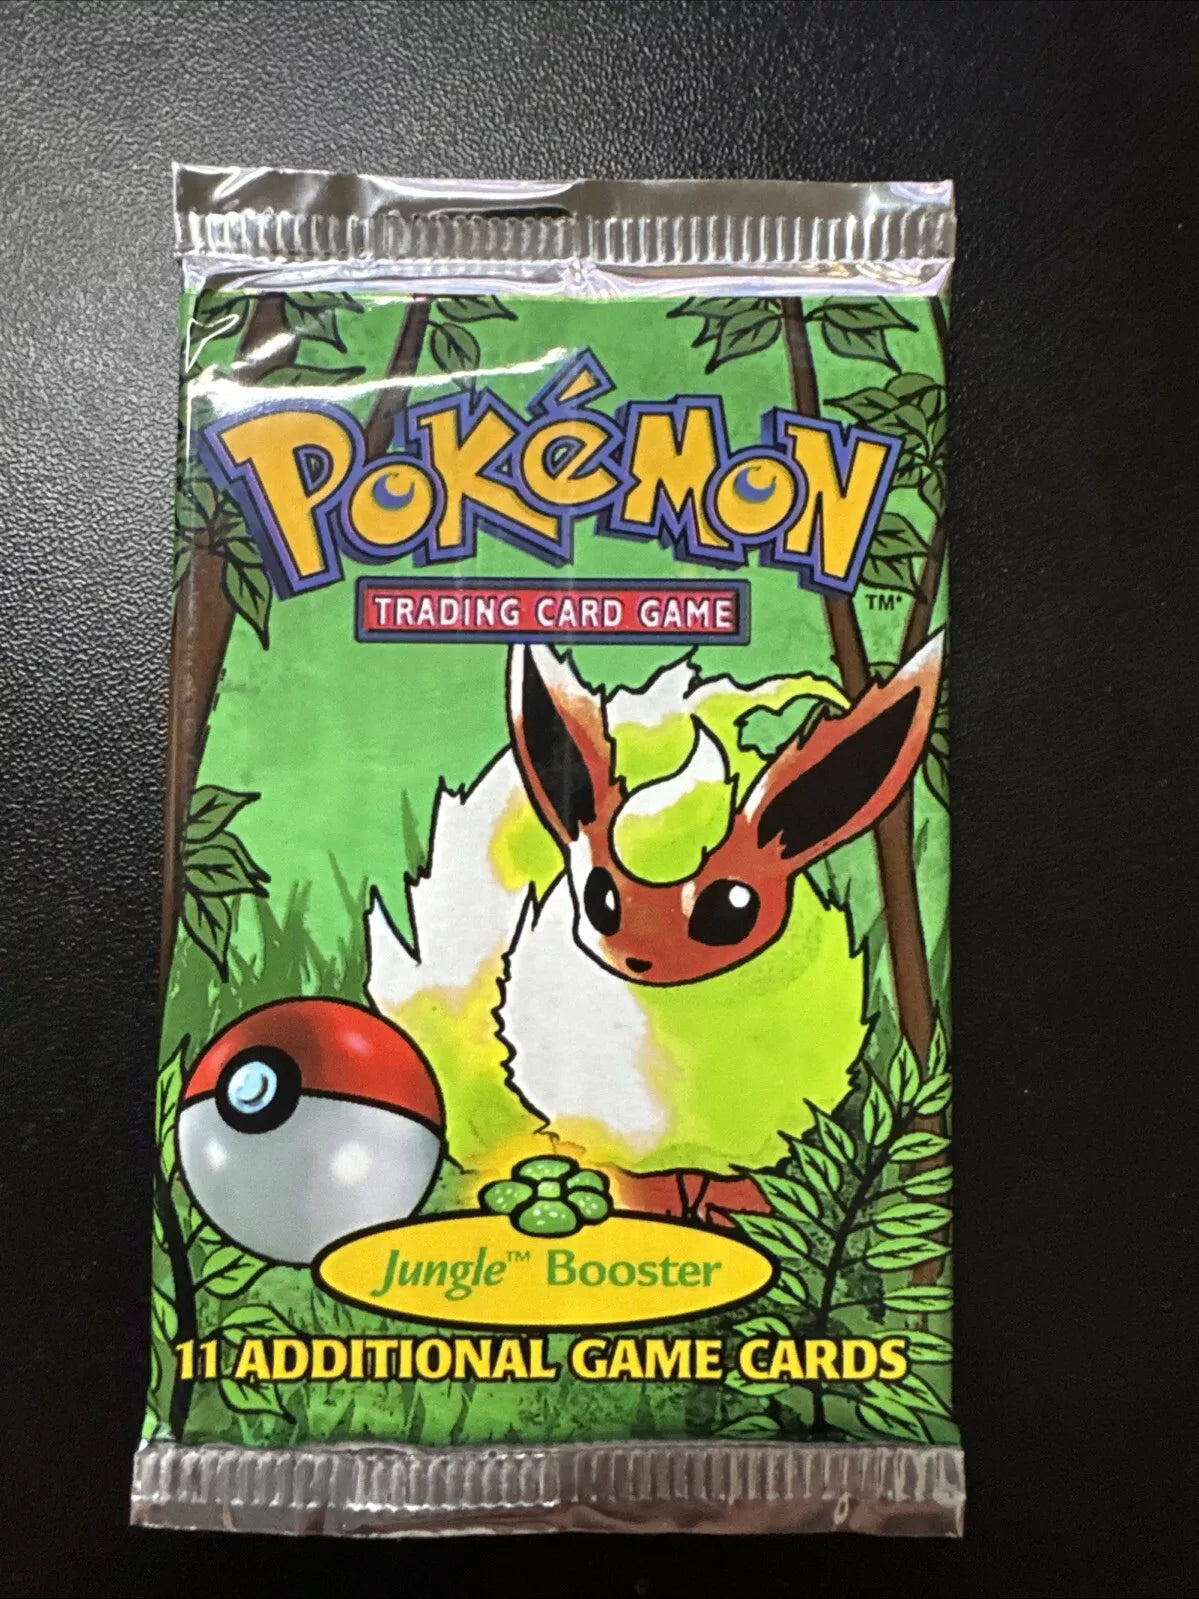 POKéMON
TRADING CARD GAME
TM*
Jungle™ Booster
11 ADDITIONAL GAME CARDS